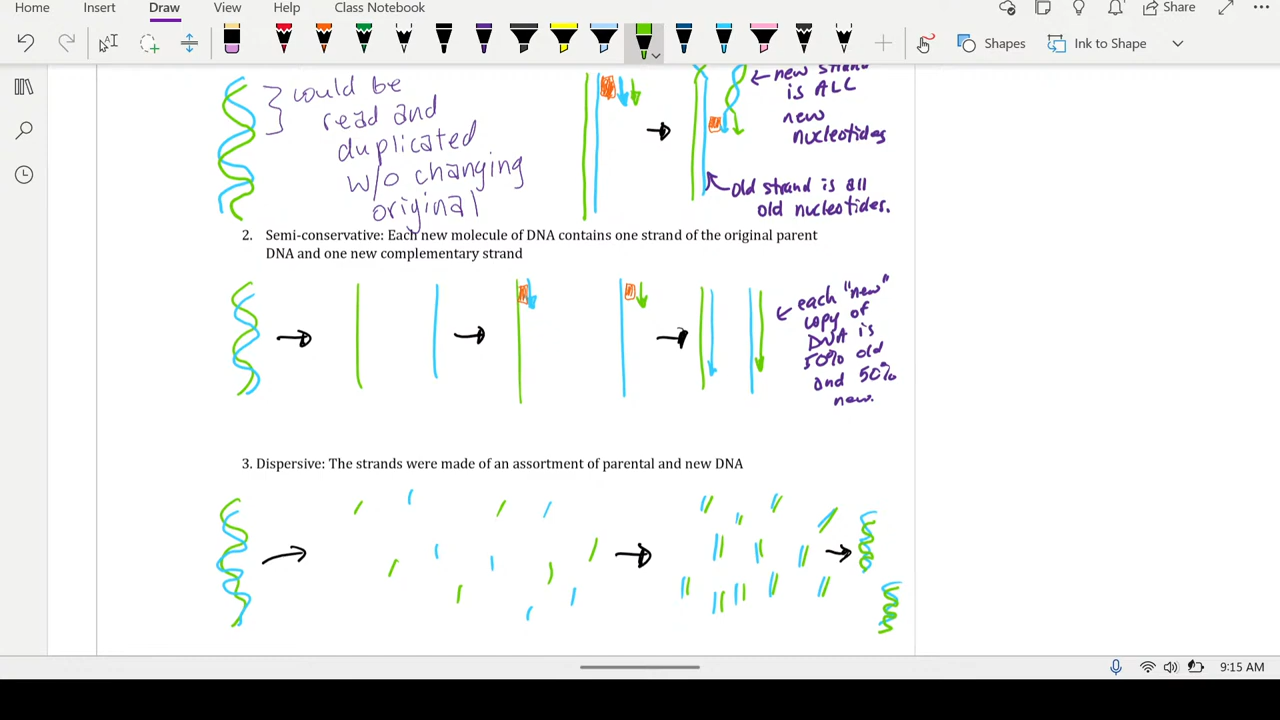 Home Insert Draw View Help Class Notebook
Share
Shapes
Ink to Shape
could be
read and
duplicated
w/o changing
original
new strand
is ALL
new
nucleotides
old strand is all
old nucleotides.
2. Semi-conservative: Each new molecule of DNA contains one strand of the original parent
DNA and one new complementary strand
each "new"
copy of
DNA is
50% old
and 50%
new.
3. Dispersive: The strands were made of an assortment of parental and new DNA
9:15 AM